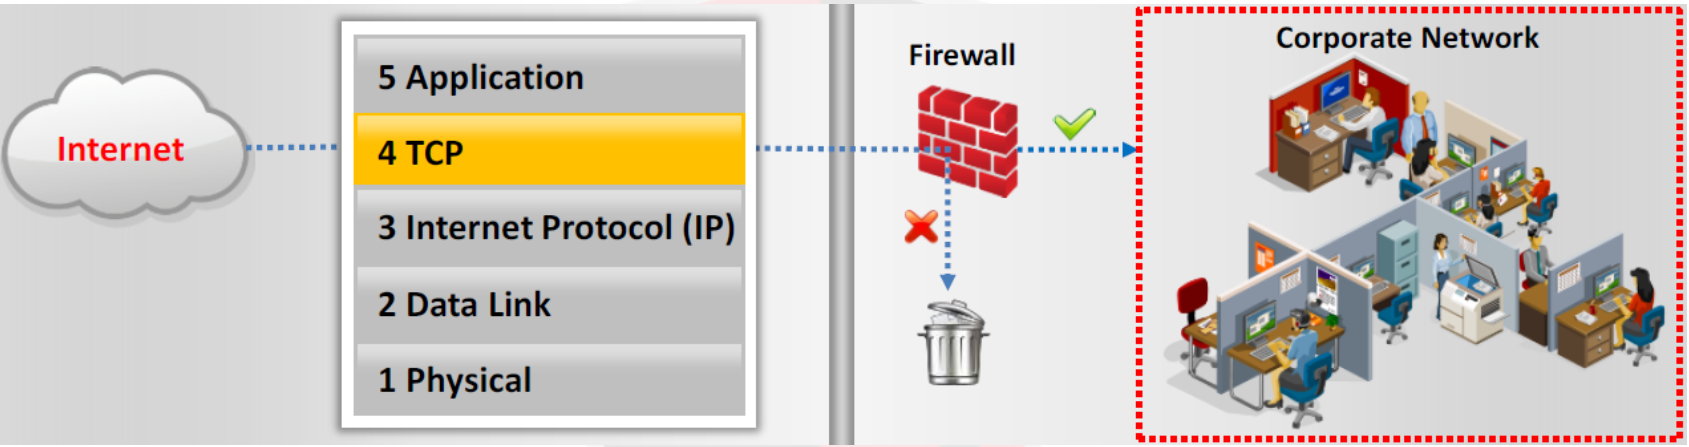 Internet
5 Application
4 TCP
3 Internet Protocol (IP)
2 Data Link
1 Physical
Firewall
Corporate Network